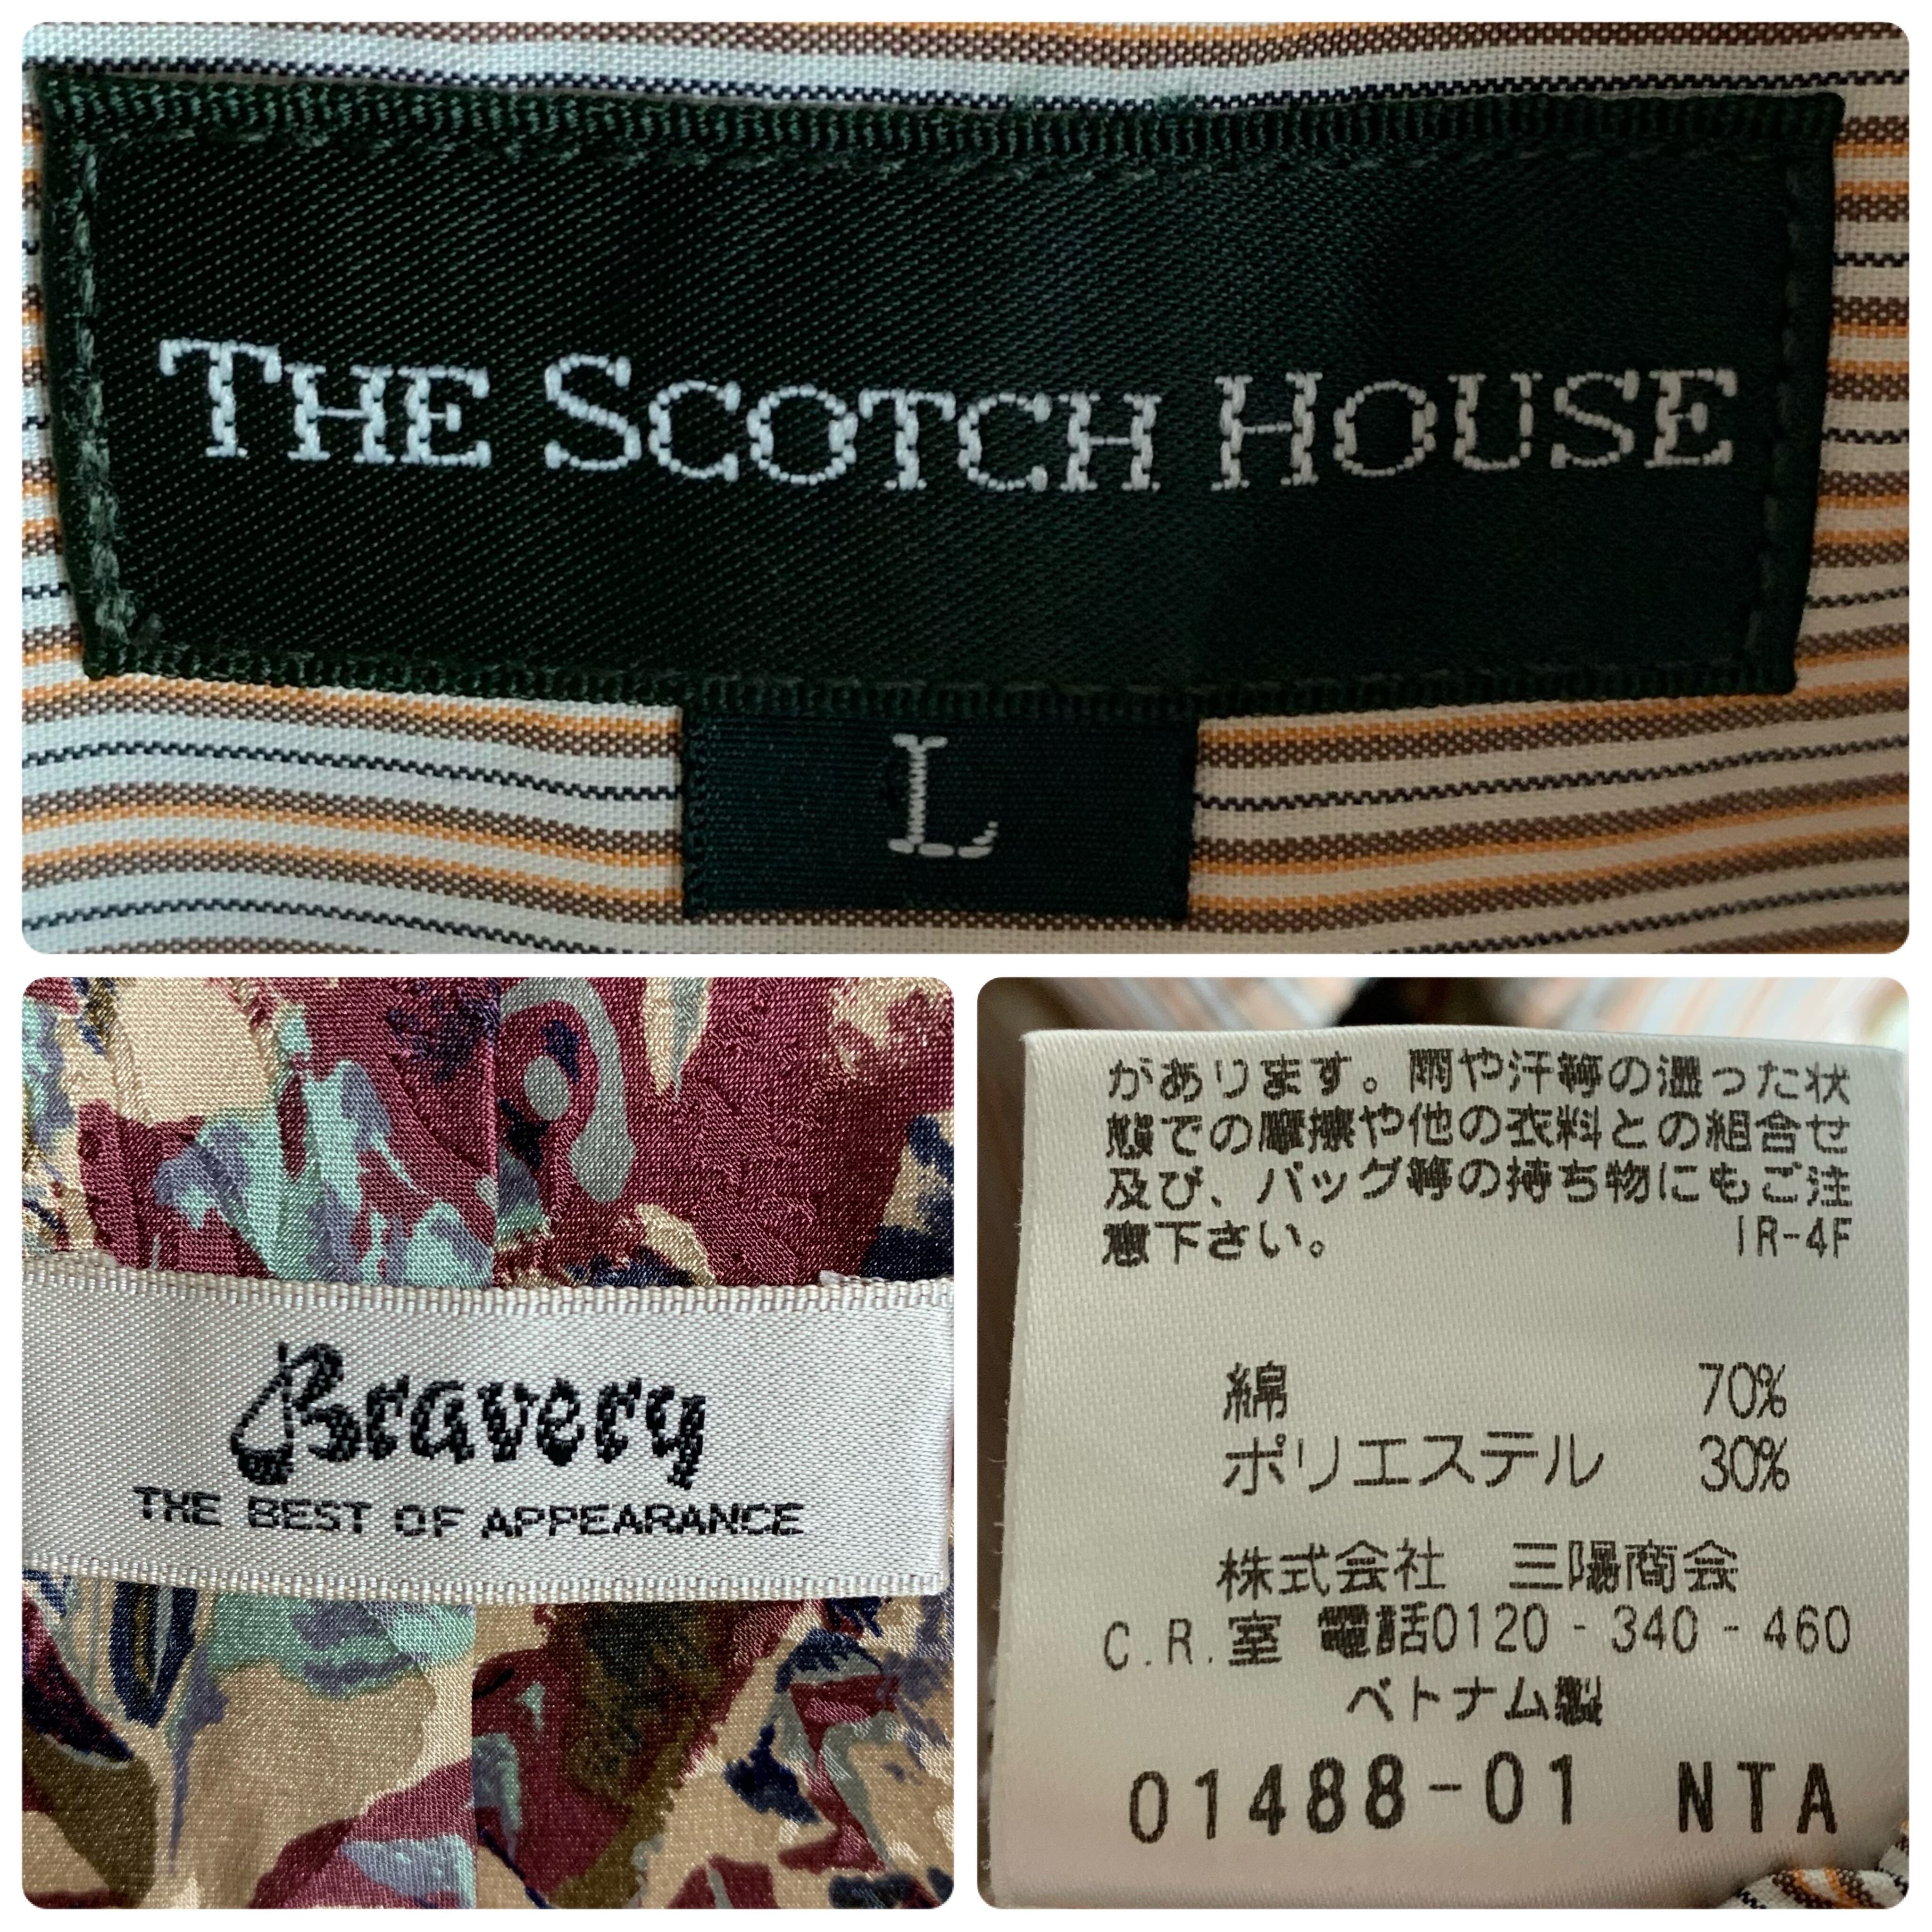 THE SCOTCH HOUSE
L
Bravery
THE BEST OF APPEARANCE
があります。雨や汗等の湿った状
態での摩擦や他の衣料との組合せ
及び、バッグ等の持ち物にもご注
意下さい。 IR-4F
綿 70%
ポリエステル 30%
株式会社 三陽商会
C.R.室 電話0120-340-460
ベトナム製
01488-01 NTA